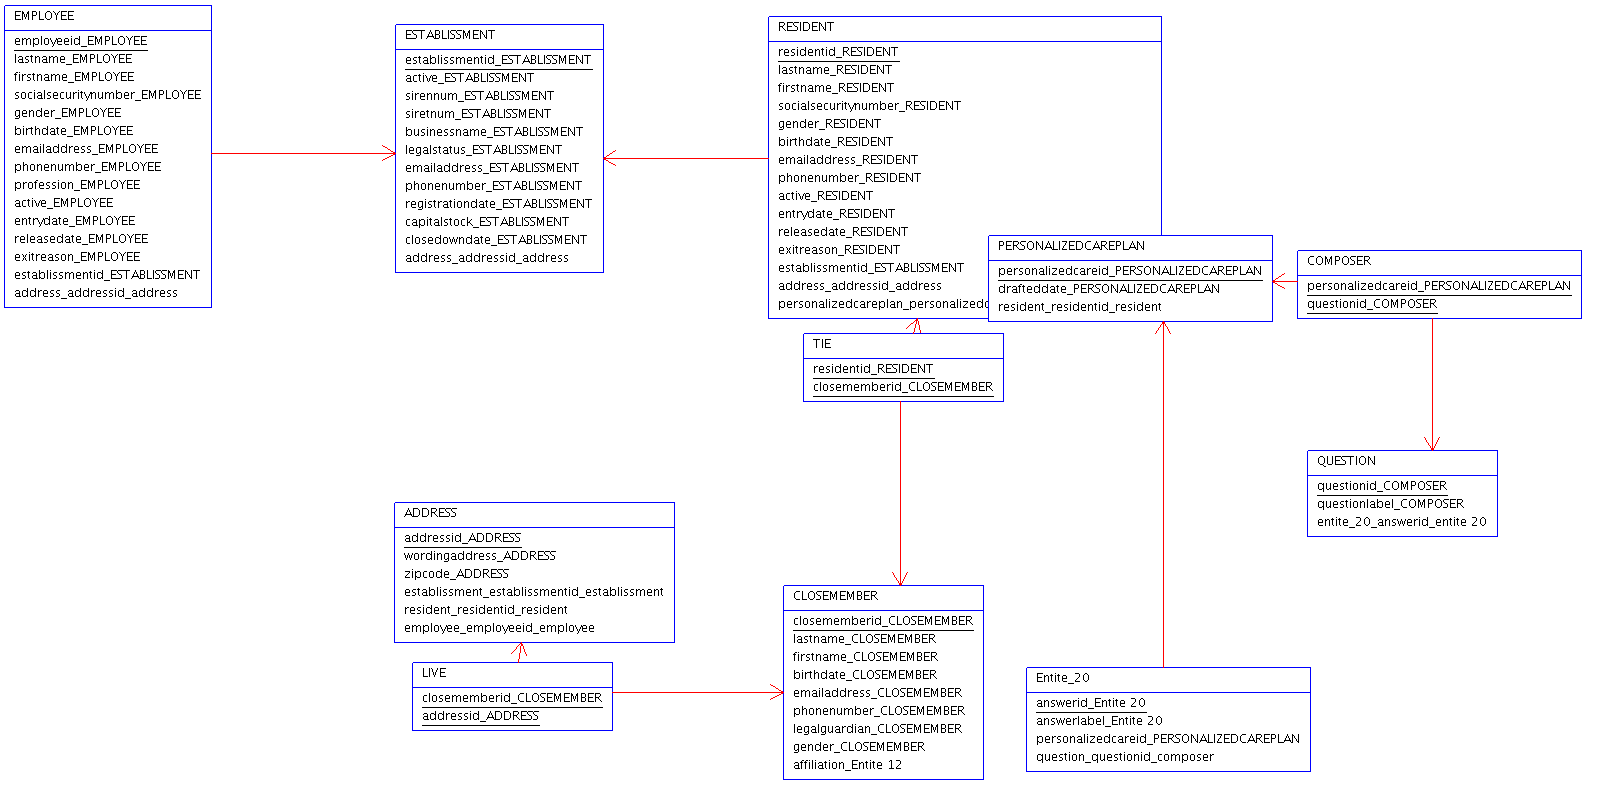 EMPLOYEE
employeeid_EMPLOYEE
lastname_EMPLOYEE
firstname_EMPLOYEE
socialsecuritynumber_EMPLOYEE
gender_EMPLOYEE
birthdate_EMPLOYEE
emailaddress_EMPLOYEE
phonenumber_EMPLOYEE
profession_EMPLOYEE
active_EMPLOYEE
entrydate_EMPLOYEE
releasedate_EMPLOYEE
exitreason_EMPLOYEE
establissmentid_ESTABLISSMENT
address_addressid_address
ESTABLISSMENT
establissmentid_ESTABLISSMENT
active_ESTABLISSMENT
sirennum_ESTABLISSMENT
siretnum_ESTABLISSMENT
businessname_ESTABLISSMENT
legalstatus_ESTABLISSMENT
emailaddress_ESTABLISSMENT
phonenumber_ESTABLISSMENT
registrationdate_ESTABLISSMENT
capitalstock_ESTABLISSMENT
closedowndate_ESTABLISSMENT
address_addressid_address
RESIDENT
residentid_RESIDENT
lastname_RESIDENT
firstname_RESIDENT
socialsecuritynumber_RESIDENT
gender_RESIDENT
birthdate_RESIDENT
emailaddress_RESIDENT
phonenumber_RESIDENT
active_RESIDENT
entrydate_RESIDENT
releasedate_RESIDENT
exitreason_RESIDENT
establissmentid_ESTABLISSMENT
address_addressid_address
personalizedcareplan_personalizedc
PERSONALIZEDCAREPLAN
personalizedcareid_PERSONALIZEDCAREPLAN
drafteddate_PERSONALIZEDCAREPLAN
resident_residentid_resident
COMPOSER
personalizedcareid_PERSONALIZEDCAREPLAN
questionid_COMPOSER
TIE
residentid_RESIDENT
closememberid_CLOSEMEMBER
QUESTION
questionid_COMPOSER
questionlabel_COMPOSER
entite_20_answerid_entite 20
ADDRESS
addressid_ADDRESS
wordingaddress_ADDRESS
zipcode_ADDRESS
establissment_establissmentid_establissment
resident_residentid_resident
employee_employeeid_employee
LIVE
closememberid_CLOSEMEMBER
addressid_ADDRESS
CLOSEMEMBER
closememberid_CLOSEMEMBER
lastname_CLOSEMEMBER
firstname_CLOSEMEMBER
birthdate_CLOSEMEMBER
emailaddress_CLOSEMEMBER
phonenumber_CLOSEMEMBER
legalguardian_CLOSEMEMBER
gender_CLOSEMEMBER
affiliation_Entite 12
Entite_20
answerid_Entite 20
answerlabel_Entite 20
personalizedcareid_PERSONALIZEDCAREPLAN
question_questionid_composer